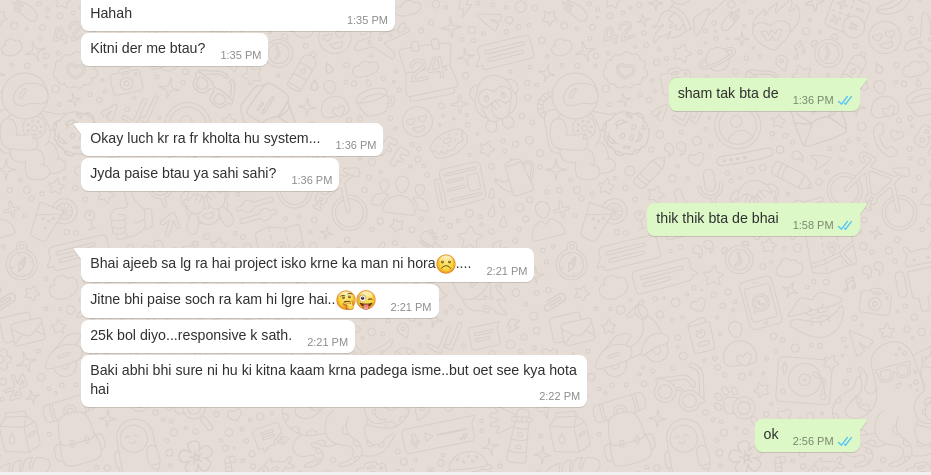 Hahah 1:35 PM
Kitni der me btau? 1:35 PM
sham tak bta de 1:36 PM
Okay luch kr ra fr kholta hu system... 1:36 PM
Jyda paise btau ya sahi sahi? 1:36 PM
thik thik bta de bhai 1:58 PM
Bhai ajeeb sa lg ra hai project isko krne ka man ni hora☹️.... 2:21 PM
Jitne bhi paise soch ra kam hi lgre hai..🤔😜 2:21 PM
25k bol diyo...responsive k sath. 2:21 PM
Baki abhi bhi sure ni hu ki kitna kaam krna padega isme..but oet see kya hota
hai 2:22 PM
ok 2:56 PM